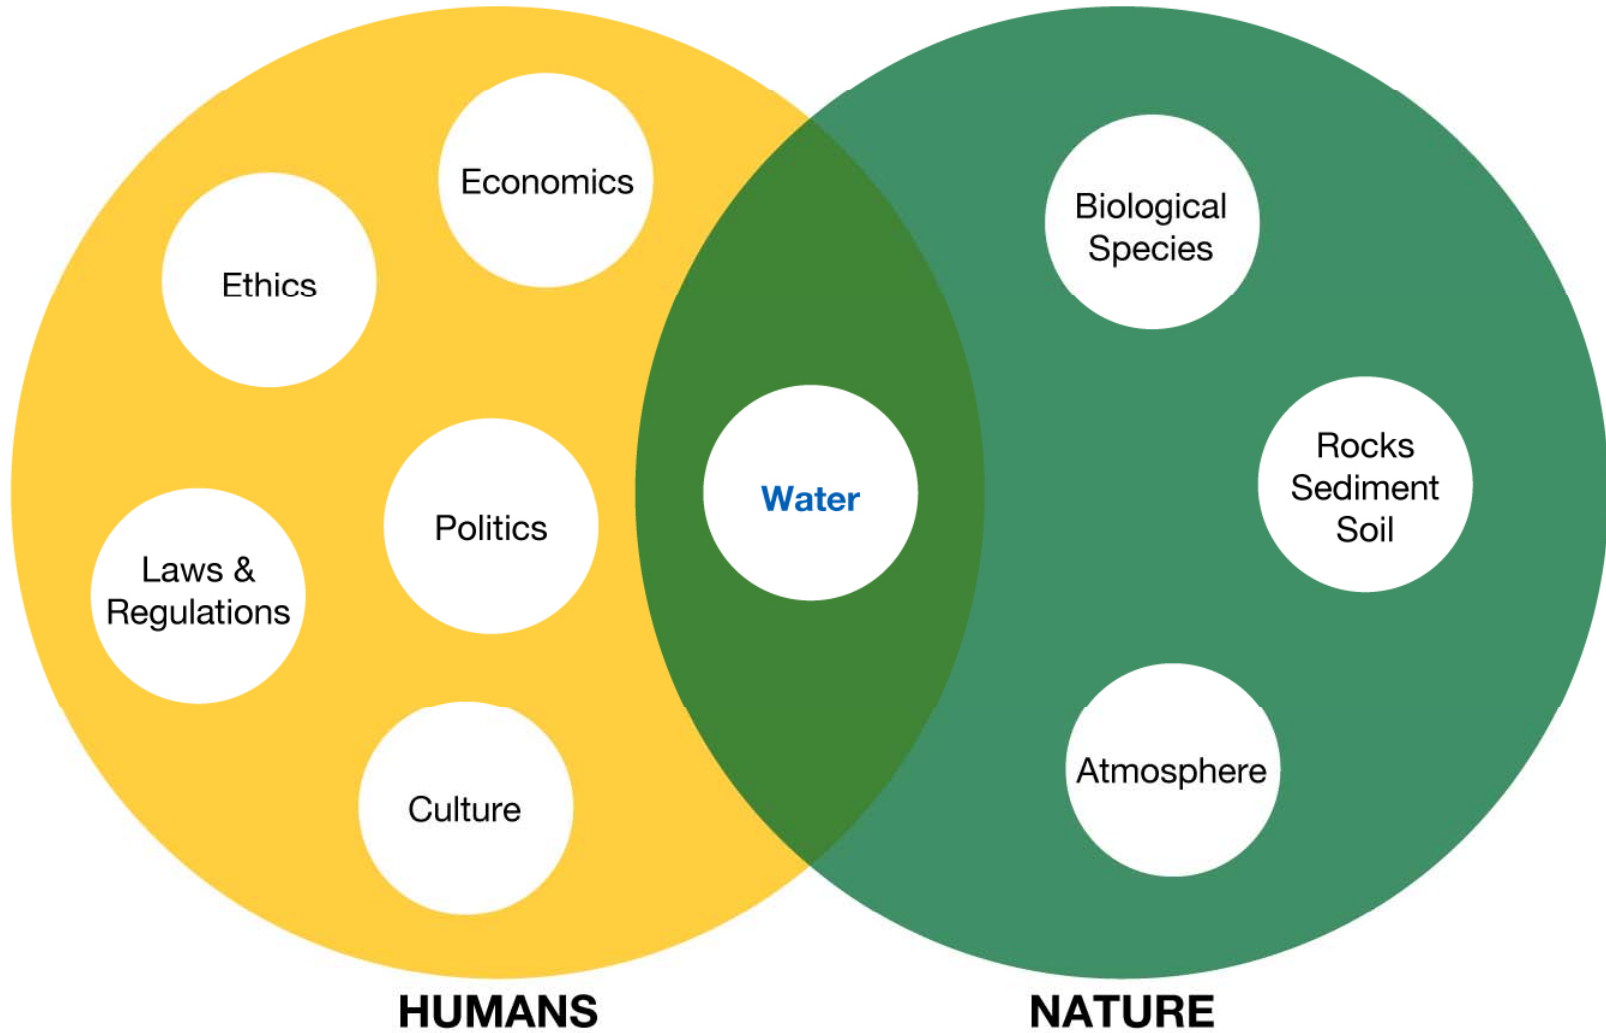 Economics
Ethics
Politics
Laws &
Regulations
Culture
Water
Biological
Species
Rocks
Sediment
Soil
Atmosphere
HUMANS
NATURE